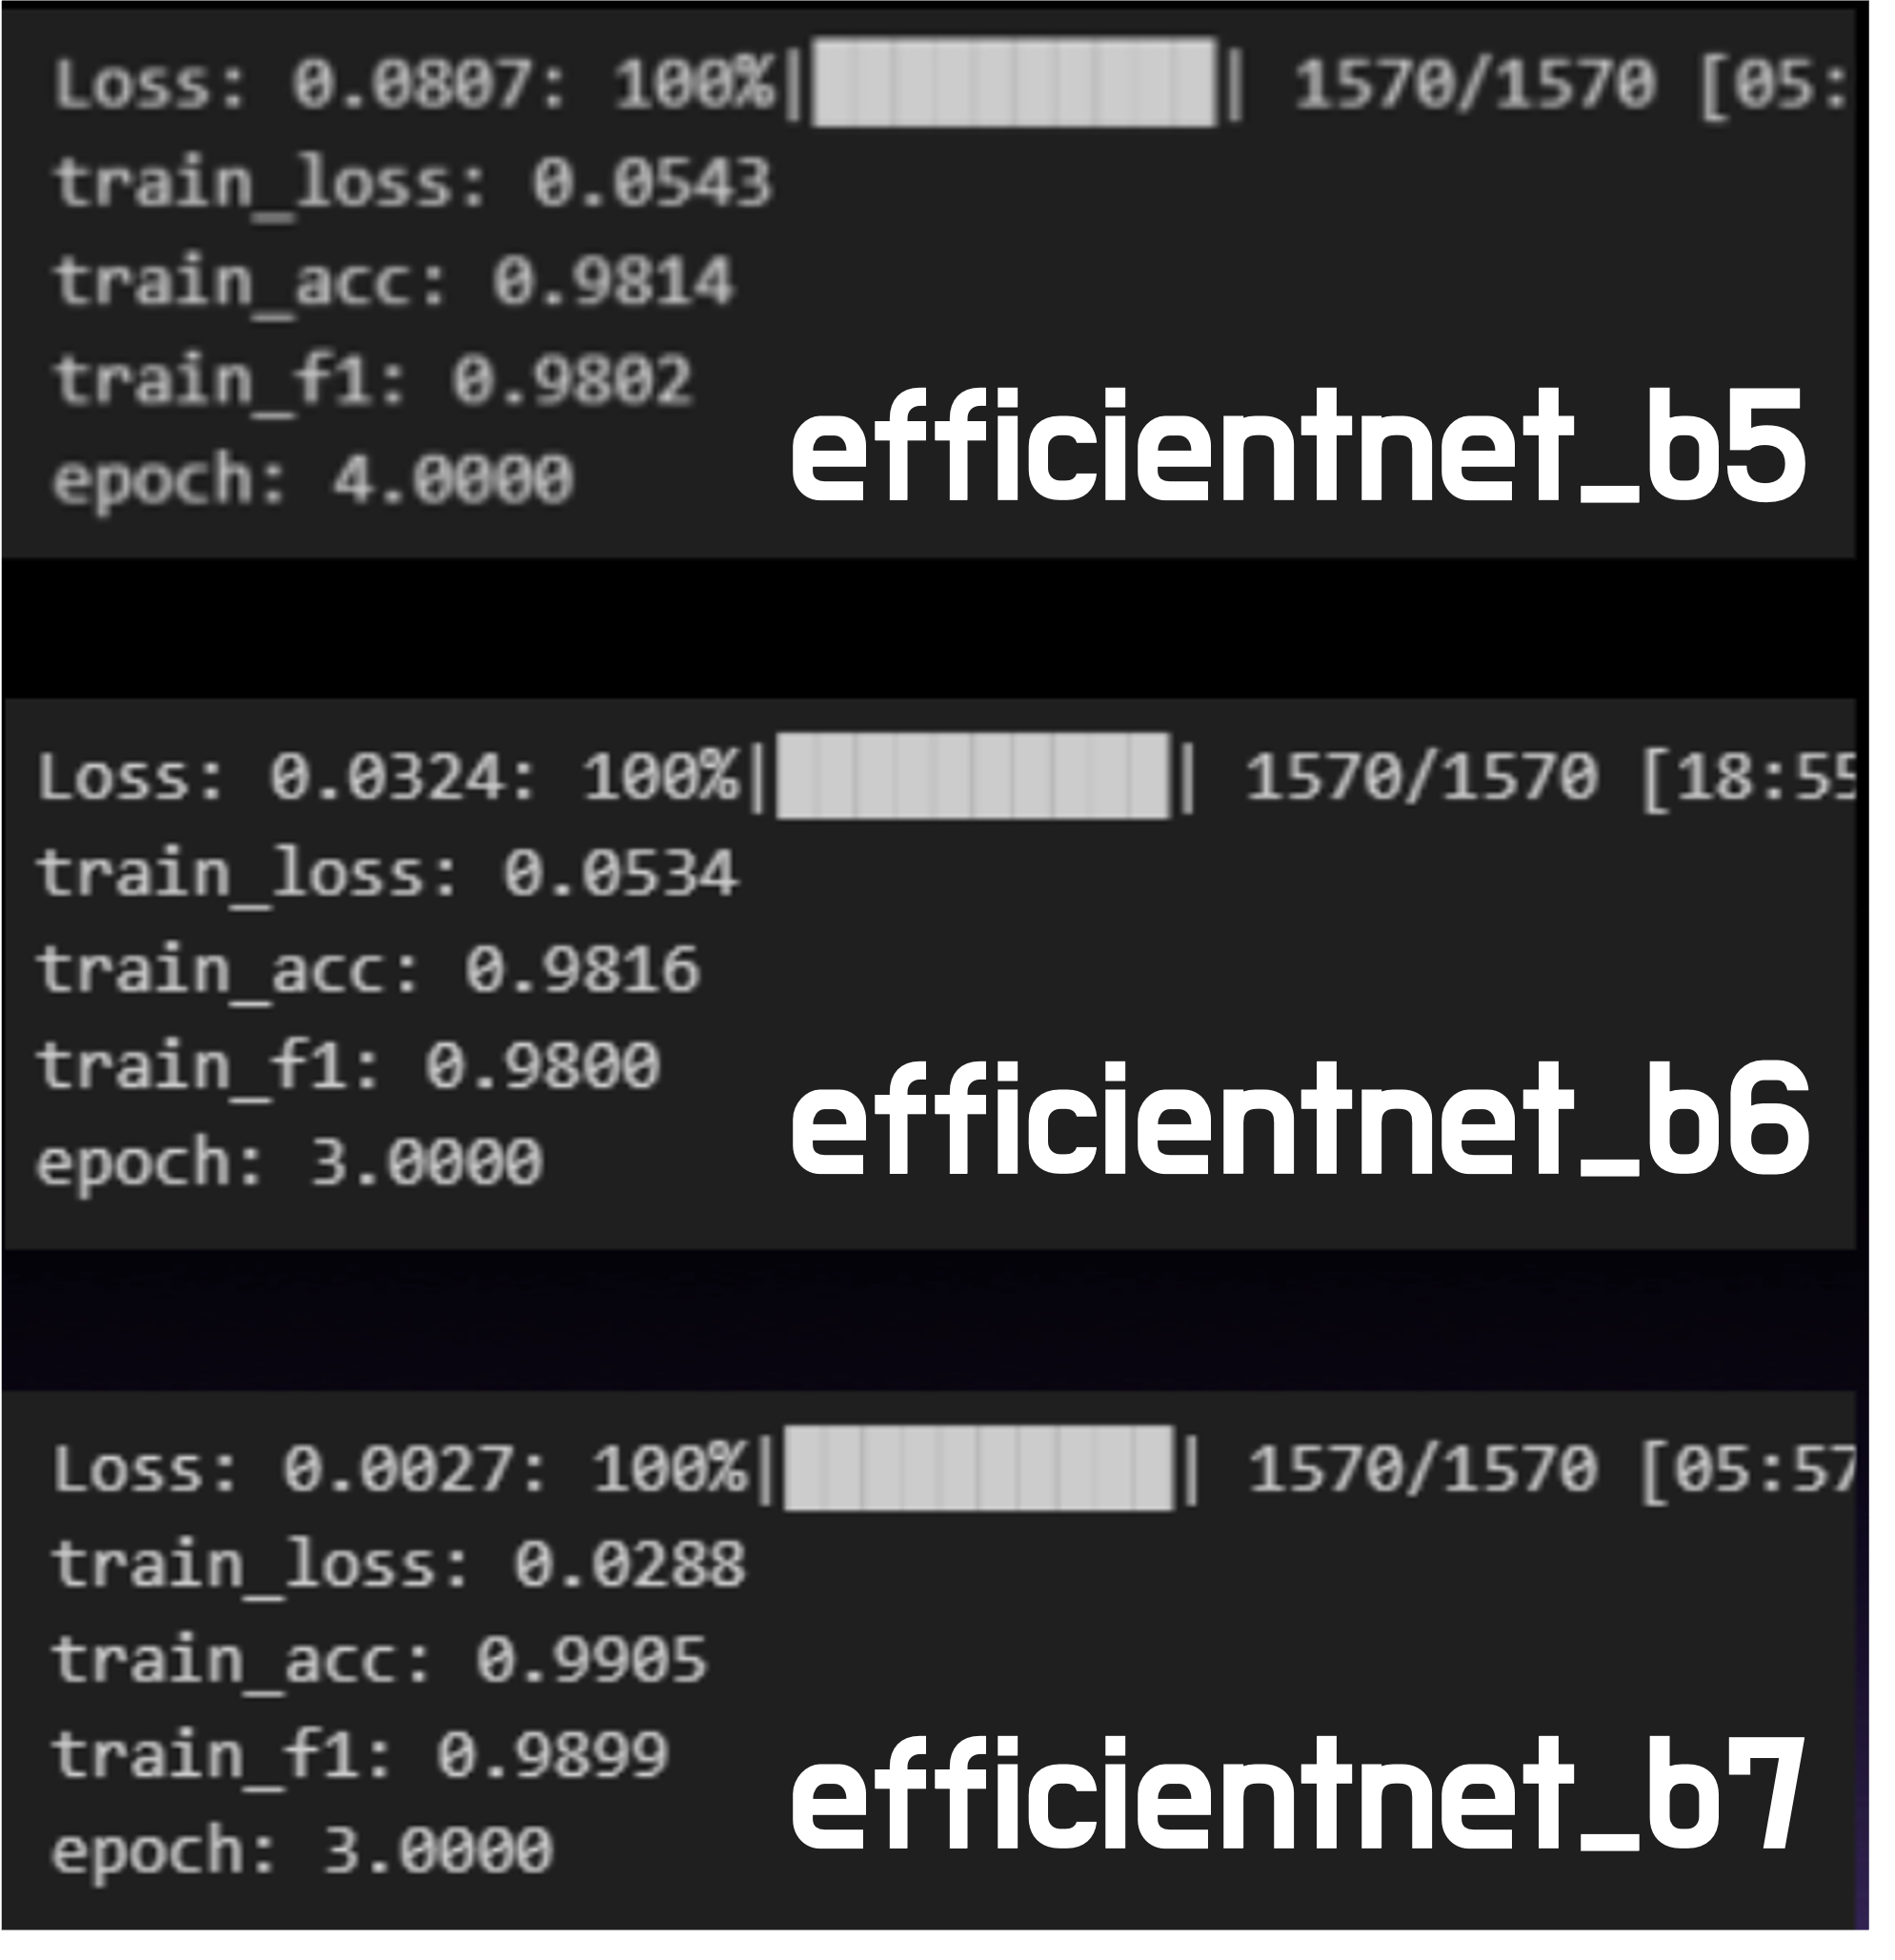 Loss: 0.0807: 100%|██████████| 1570/1570 [05:
train_loss: 0.0543
train_acc: 0.9814
train_f1: 0.9802
epoch: 4.0000
efficientnet_b5
Loss: 0.0324: 100%|██████████| 1570/1570 [18:55
train_loss: 0.0534
train_acc: 0.9816
train_f1: 0.9800
epoch: 3.0000
efficientnet_b6
Loss: 0.0027: 100%|██████████| 1570/1570 [05:57
train_loss: 0.0288
train_acc: 0.9905
train_f1: 0.9899
epoch: 3.0000
efficientnet_b7